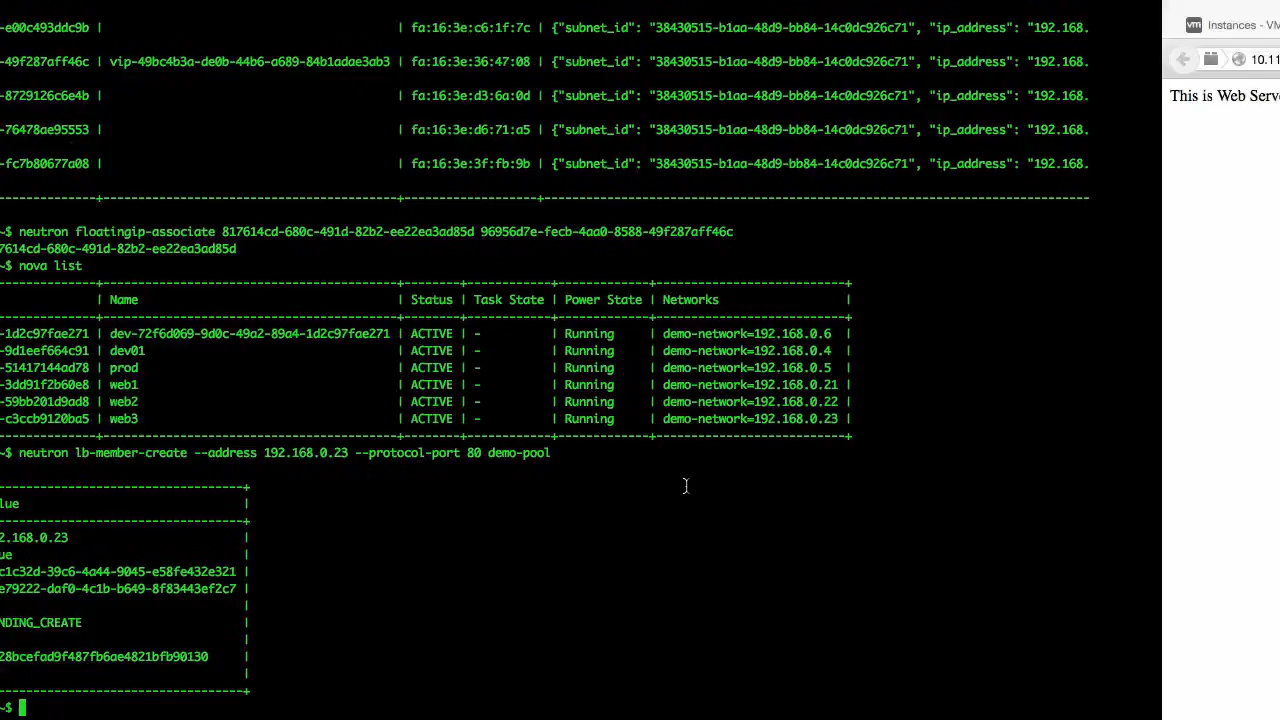 -e00c493ddc9b | | fa:16:3e:c6:1f:7c | {"subnet_id": "38430515-b1aa-48d9-bb84-14c0dc926c71", "ip_address": "192.168.
-49f287aff46c | vip-49bc4b3a-de0b-44b6-a689-84b1adae3ab3 | fa:16:3e:36:47:08 | {"subnet_id": "38430515-b1aa-48d9-bb84-14c0dc926c71", "ip_address": "192.168.
-8729126c6e4b | | fa:16:3e:d3:6a:0d | {"subnet_id": "38430515-b1aa-48d9-bb84-14c0dc926c71", "ip_address": "192.168.
-76478ae95553 | | fa:16:3e:d6:71:a5 | {"subnet_id": "38430515-b1aa-48d9-bb84-14c0dc926c71", "ip_address": "192.168.
-fc7b80677a08 | | fa:16:3e:3f:fb:9b | {"subnet_id": "38430515-b1aa-48d9-bb84-14c0dc926c71", "ip_address": "192.168.
~$ neutron floatingip-associate 817614cd-680c-491d-82b2-ee22ea3ad85d 96956d7e-fecb-4aa0-8588-49f287aff46c
7614cd-680c-491d-82b2-ee22ea3ad85d
~$ nova list
| Name | Status | Task State | Power State | Networks |
-1d2c97fae271 | dev-72f6d069-9d0c-49a2-89a4-1d2c97fae271 | ACTIVE | - | Running | demo-network=192.168.0.6 |
-9d1eef664c91 | dev01 | ACTIVE | - | Running | demo-network=192.168.0.4 |
-51417144ad78 | prod | ACTIVE | - | Running | demo-network=192.168.0.5 |
-3dd91f2b60e8 | web1 | ACTIVE | - | Running | demo-network=192.168.0.21 |
-59bb201d9ad8 | web2 | ACTIVE | - | Running | demo-network=192.168.0.22 |
-c3ccb9120ba5 | web3 | ACTIVE | - | Running | demo-network=192.168.0.23 |
~$ neutron lb-member-create --address 192.168.0.23 --protocol-port 80 demo-pool
lue |
2.168.0.23 |
ue |
c1c32d-39c6-4a44-9045-e58fe432e321 |
e79222-daf0-4c1b-b649-8f83443ef2c7 |
|
NDING_CREATE |
|
28bcefad9f487fb6ae4821bfb90130 |
|
~$
vm Instances - VM
10.11
This is Web Serv